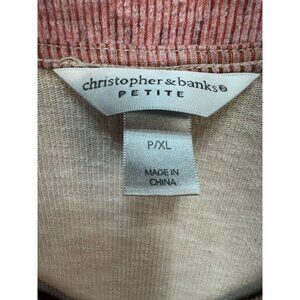 christopher & banks®
PETITE
P/XL
MADE IN
CHINA